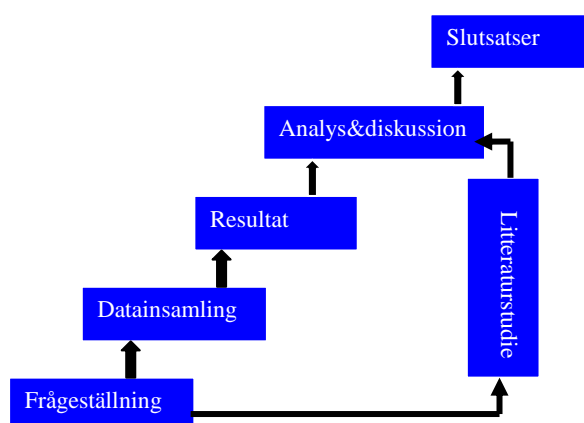 Slutsatser
Analys&diskussion
Resultat
Litteraturstudie
Datainsamling
Frågeställning